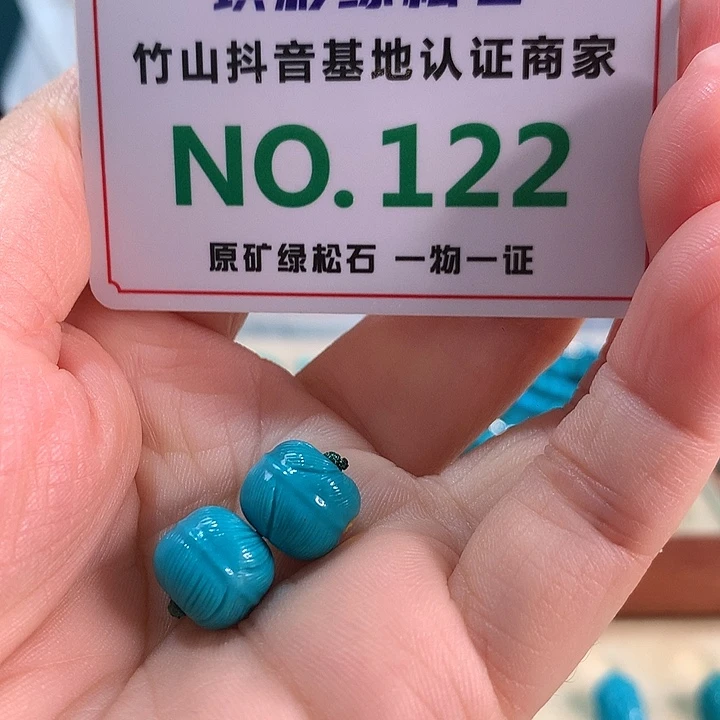 竹山抖音基地认证商家
NO.122
原矿绿松石 一物一证